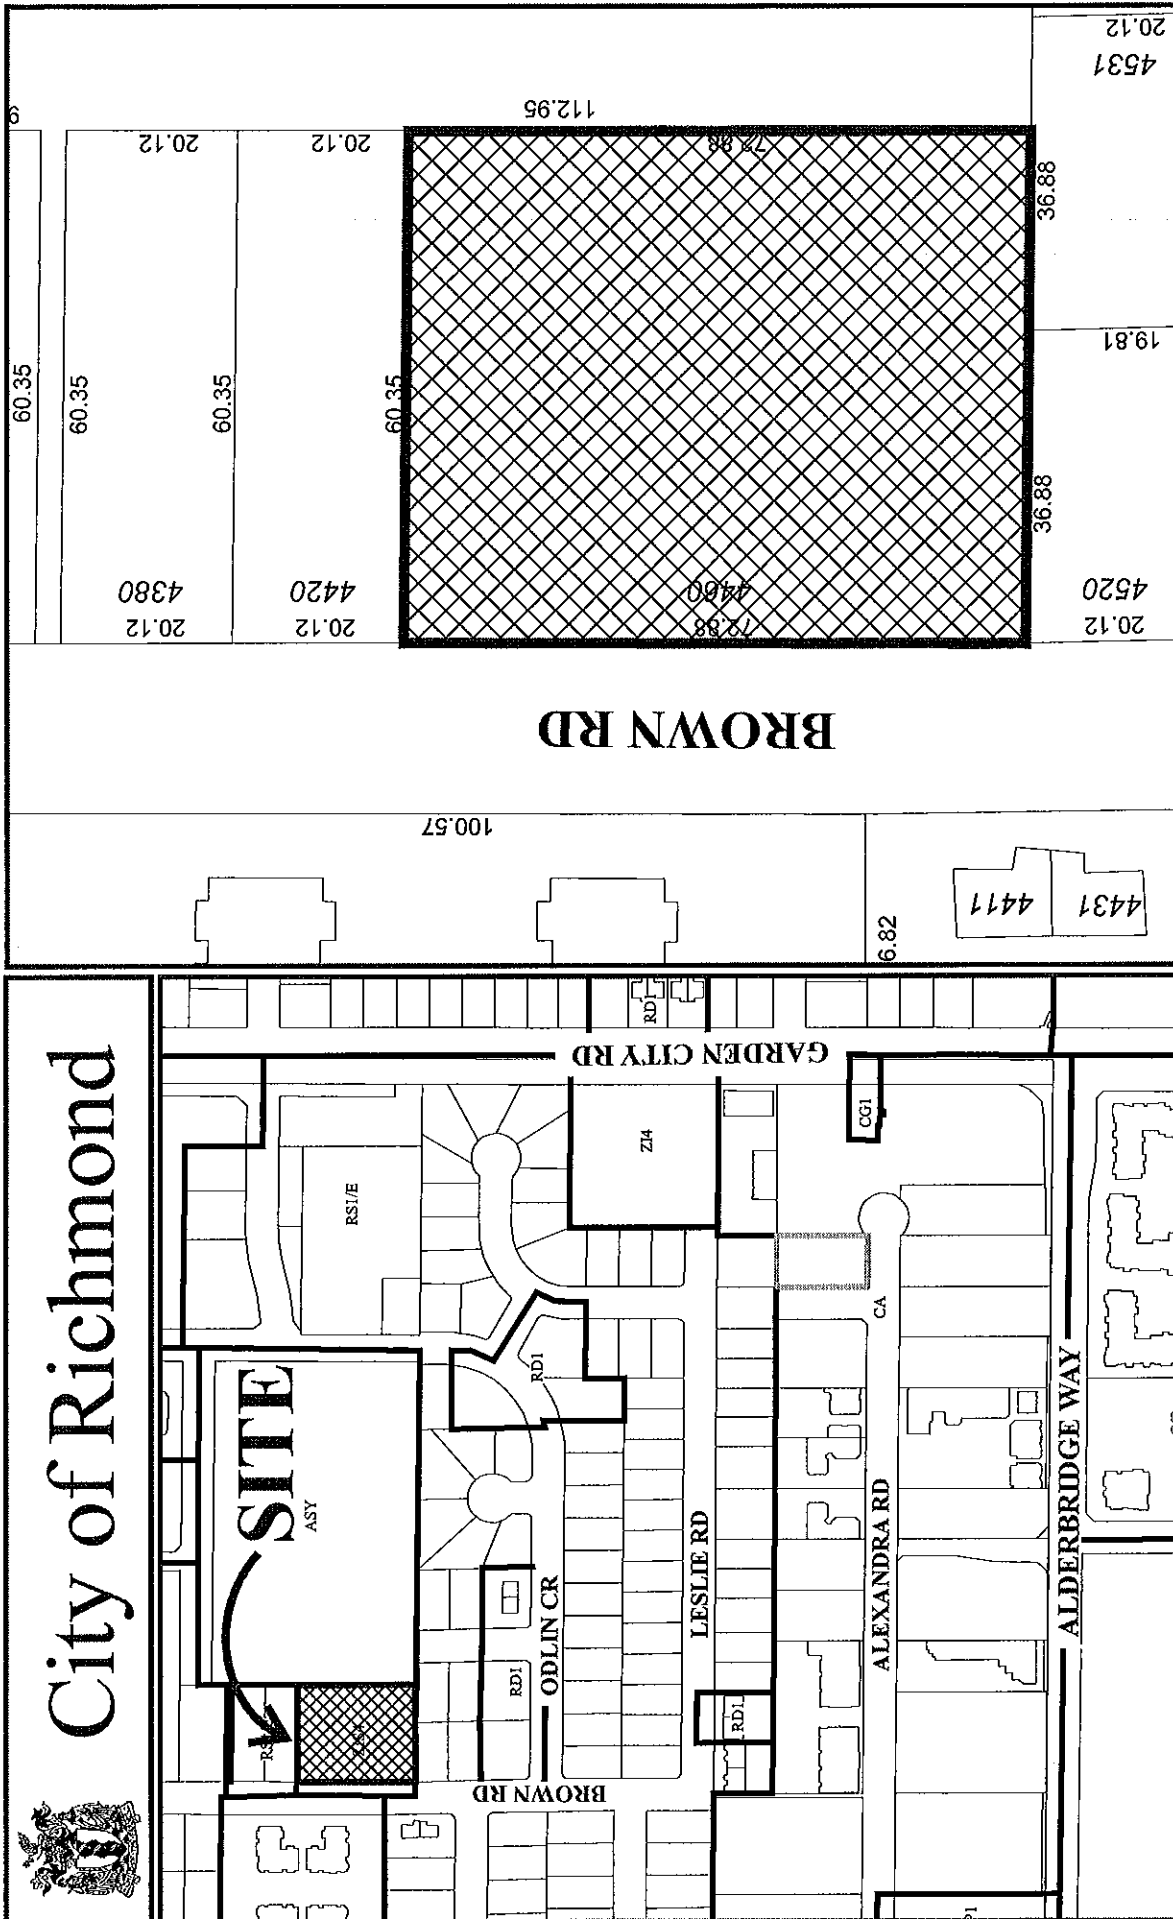 City of Richmond
SITE
ASY
RS1/E
RD1
RD1
RD1
RD1
ZI4
CG1
CA
GARDEN CITY RD
ODLIN CR
BROWN RD
LESLIE RD
ALEXANDRA RD
ALDERBRIDGE WAY
BROWN RD
60.35
60.35
60.35
60.35
20.12
20.12
112.95
72.88
36.88
20.12
4531
19.81
4380
20.12
4420
20.12
4460
72.88
36.88
4520
20.12
100.57
6.82
4411
4431